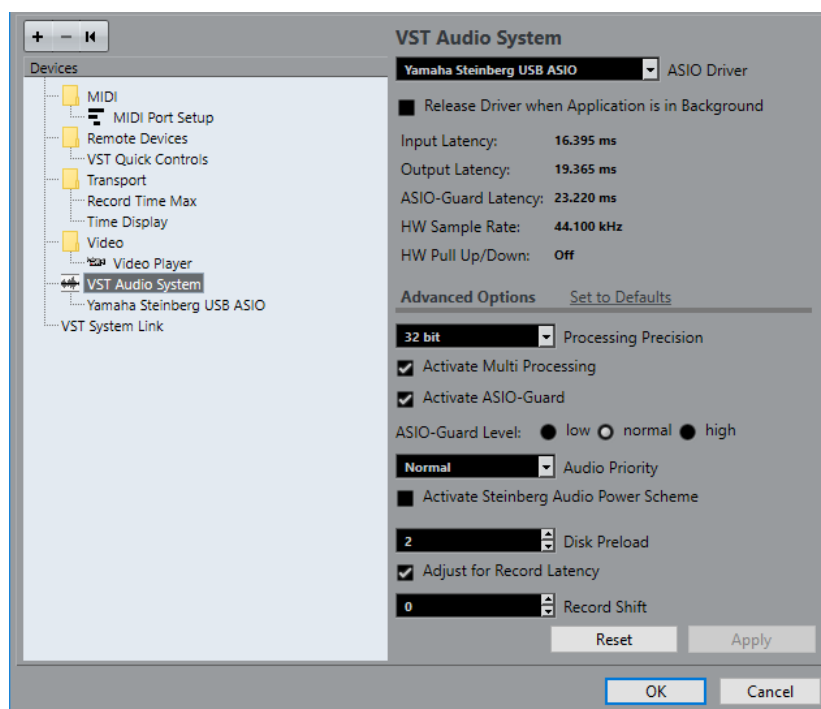 Devices
MIDI
MIDI Port Setup
Remote Devices
VST Quick Controls
Transport
Record Time Max
Time Display
Video
Video Player
VST Audio System
Yamaha Steinberg USB ASIO
VST System Link
VST Audio System
Yamaha Steinberg USB ASIO ASIO Driver
Release Driver when Application is in Background
Input Latency: 16.395 ms
Output Latency: 19.365 ms
ASIO-Guard Latency: 23.220 ms
HW Sample Rate: 44.100 kHz
HW Pull Up/Down: Off
Advanced Options Set to Defaults
32 bit Processing Precision
Activate Multi Processing
Activate ASIO-Guard
ASIO-Guard Level: low normal high
Normal Audio Priority
Activate Steinberg Audio Power Scheme
2 Disk Preload
Adjust for Record Latency
0 Record Shift
Reset Apply
OK Cancel